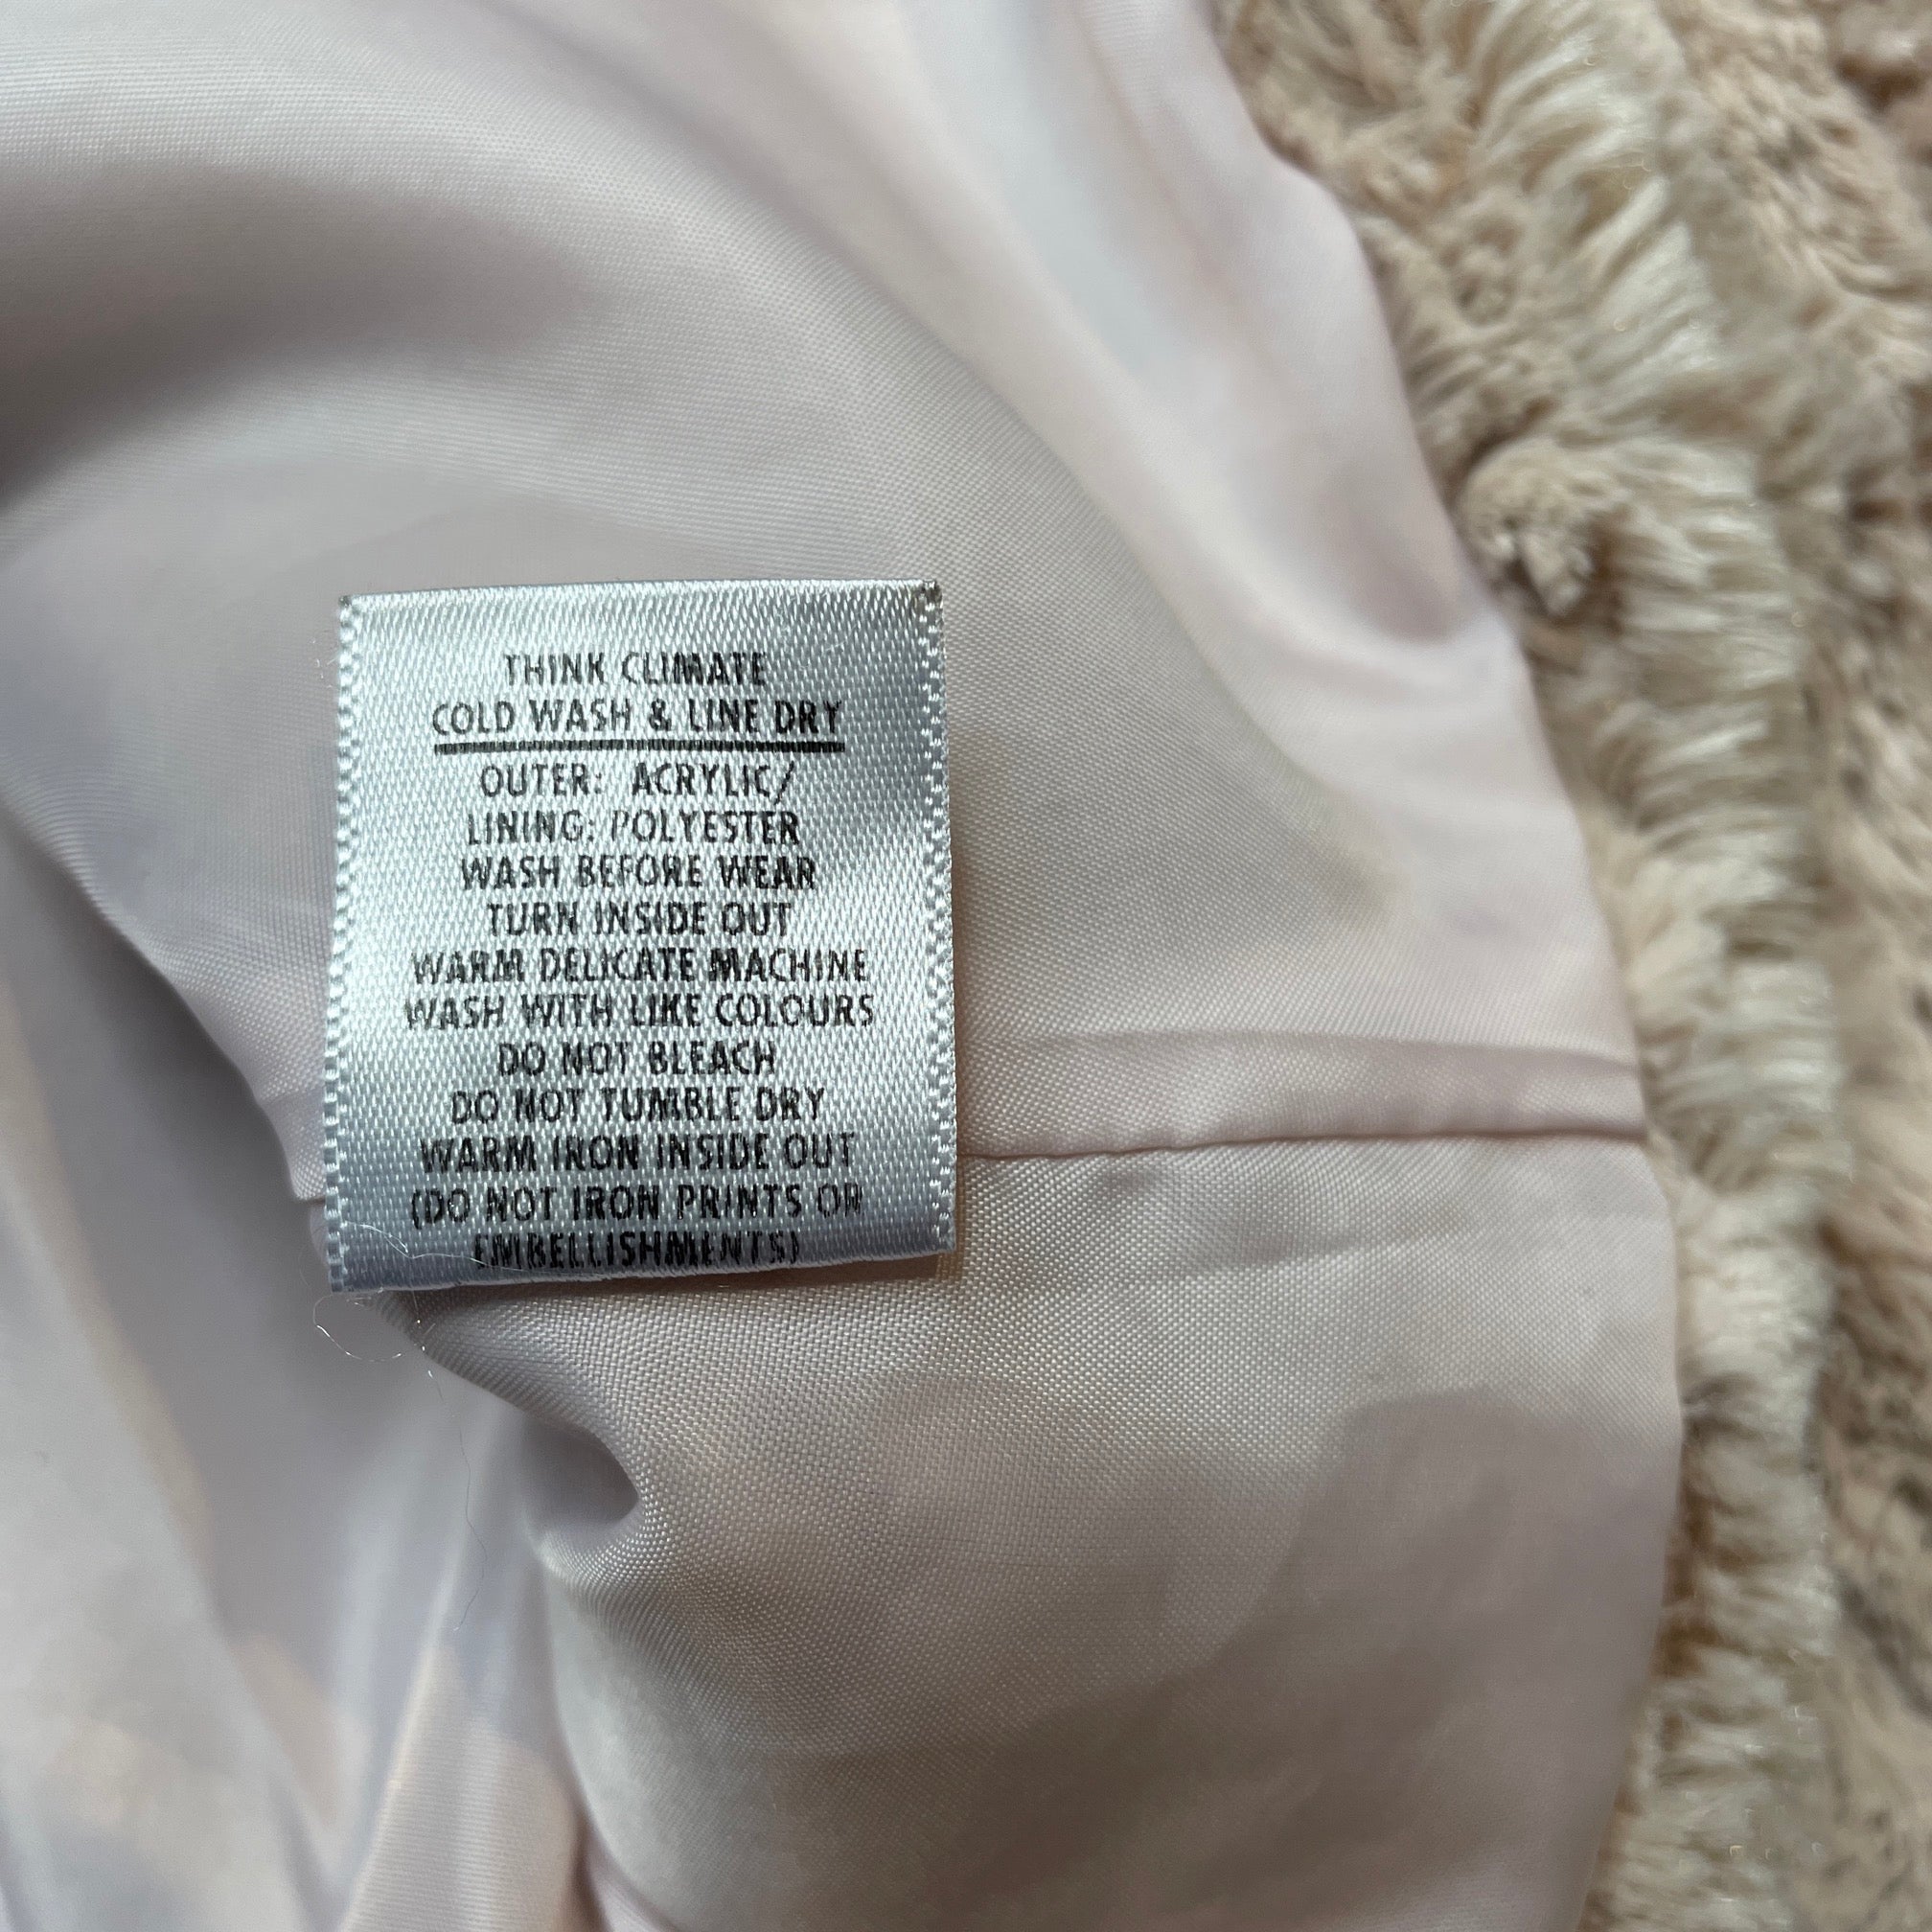 THINK CLIMATE
COLD WASH & LINE DRY
OUTER: ACRYLIC/
LINING: POLYESTER
WASH BEFORE WEAR
TURN INSIDE OUT
WARM DELICATE MACHINE
WASH WITH LIKE COLOURS
DO NOT BLEACH
DO NOT TUMBLE DRY
WARM IRON INSIDE OUT
(DO NOT IRON PRINTS OR
EMBELLISHMENTS)